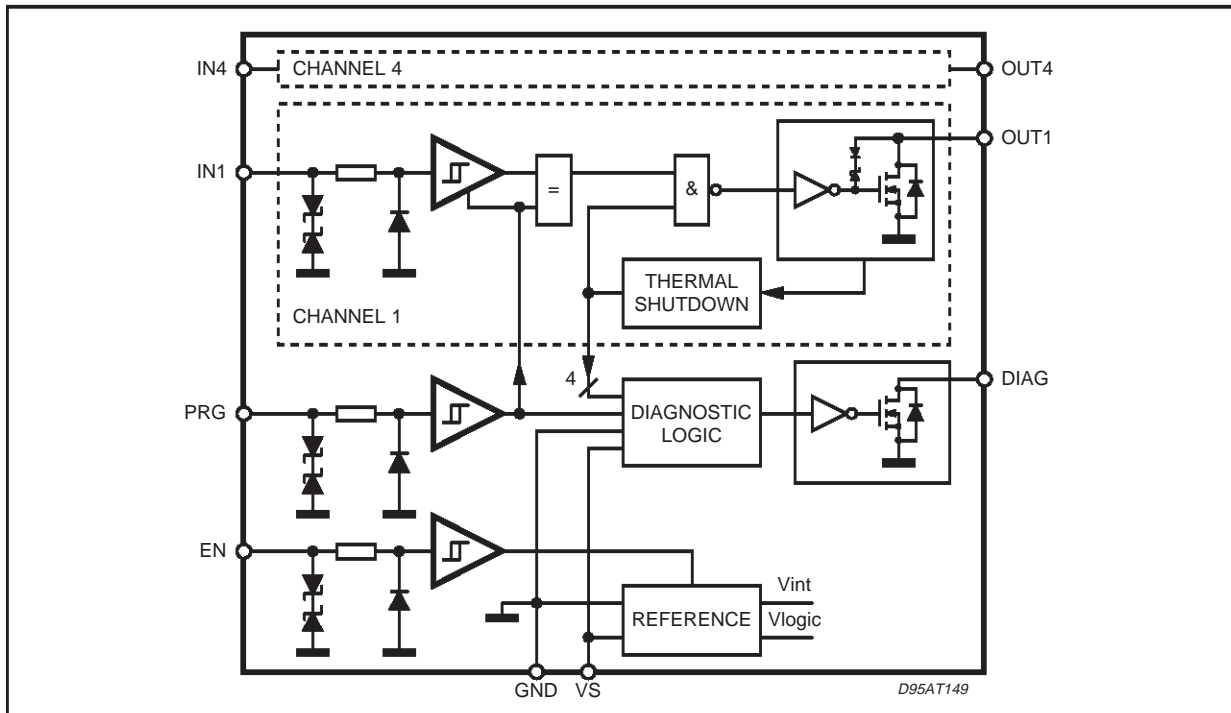 IN4
CHANNEL 4
OUT4
OUT1
IN1
=
&
THERMAL
SHUTDOWN
CHANNEL 1
4
DIAG
PRG
DIAGNOSTIC
LOGIC
EN
Vint
REFERENCE
Vlogic
GND
VS
D95AT149